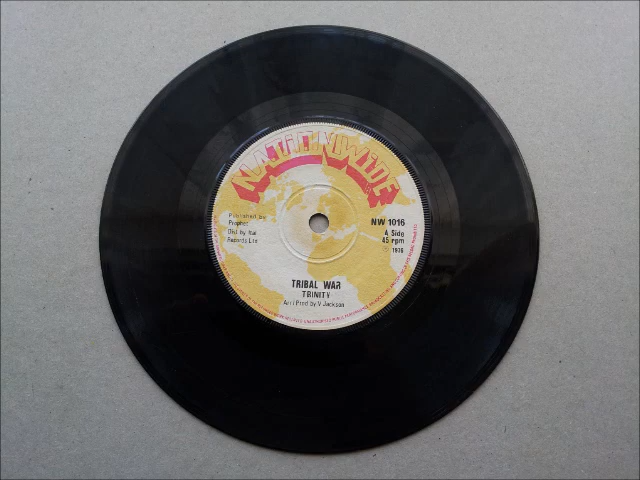 NATIONWIDE
Published by
Prophet
Dist by Ital
Records Ltd
NW 1016
A Side
45 rpm
℗ 1978
TRIBAL WAR
TRINITY
Arr/Prod by V Jackson